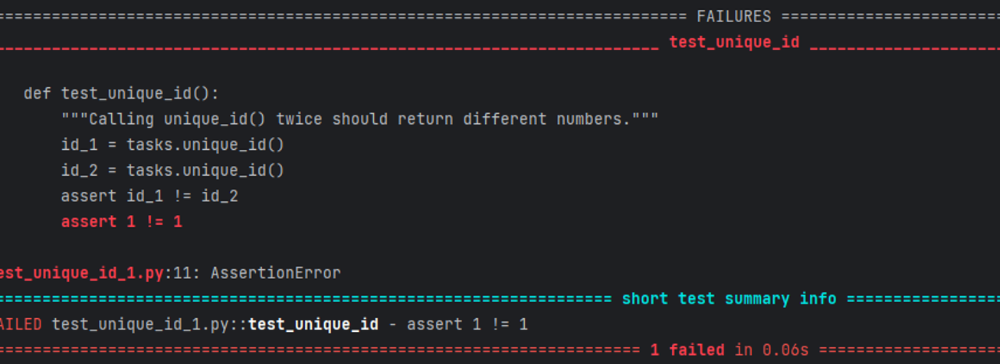 ============================================================================ FAILURES ========================
_______________________________________________________________________ test_unique_id _____________________
def test_unique_id():
"""Calling unique_id() twice should return different numbers."""
id_1 = tasks.unique_id()
id_2 = tasks.unique_id()
assert id_1 != id_2
assert 1 != 1
est_unique_id_1.py:11: AssertionError
================================================================== short test summary info =================
AILED test_unique_id_1.py::test_unique_id - assert 1 != 1
===================================================================== 1 failed in 0.06s ====================